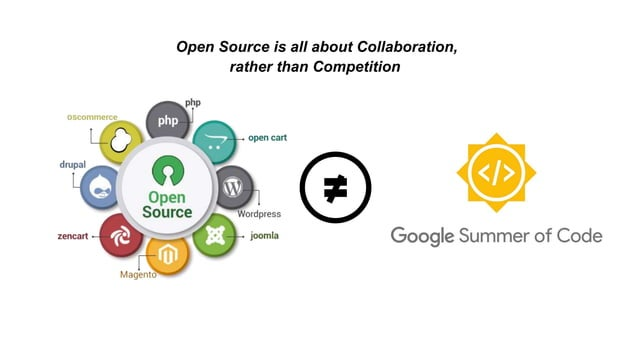 Open Source is all about Collaboration,
rather than Competition
php
oscommerce
php
open cart
drupal
Open
Source
Wordpress
zencart
joomla
Magento
</>
Google Summer of Code